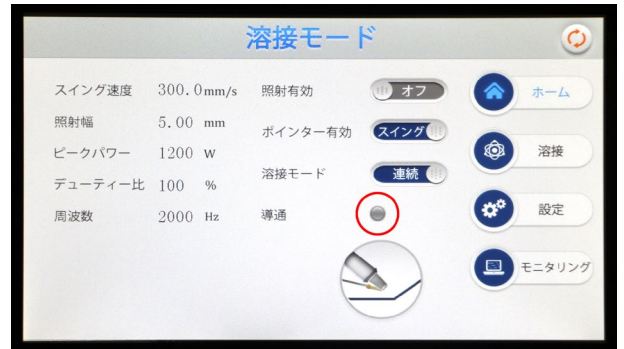 溶接モード
スイング速度 300.0mm/s
照射幅 5.00 mm
ピークパワー 1200 W
デューティー比 100 %
周波数 2000 Hz
照射有効 オフ
ポインター有効 スイング
溶接モード 連続
導通
ホーム
溶接
設定
モニタリング